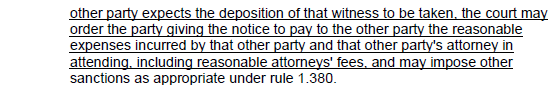 other party expects the deposition of that witness to be taken, the court may
order the party giving the notice to pay to the other party the reasonable
expenses incurred by that other party and that other party's attorney in
attending, including reasonable attorneys' fees, and may impose other
sanctions as appropriate under rule 1.380.